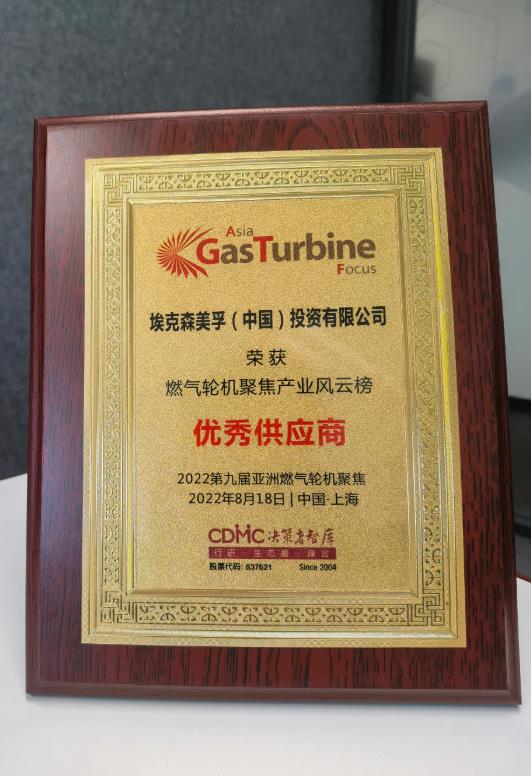 Asia
GasTurbine
Focus
埃克森美孚（中国）投资有限公司
荣 获
燃气轮机聚焦产业风云榜
优秀供应商
2022第九届亚洲燃气轮机聚焦
2022年8月18日 | 中国·上海
CDMC 决策者智库
行研·生态圈·峰会
股票代码: 837621 Since 2004